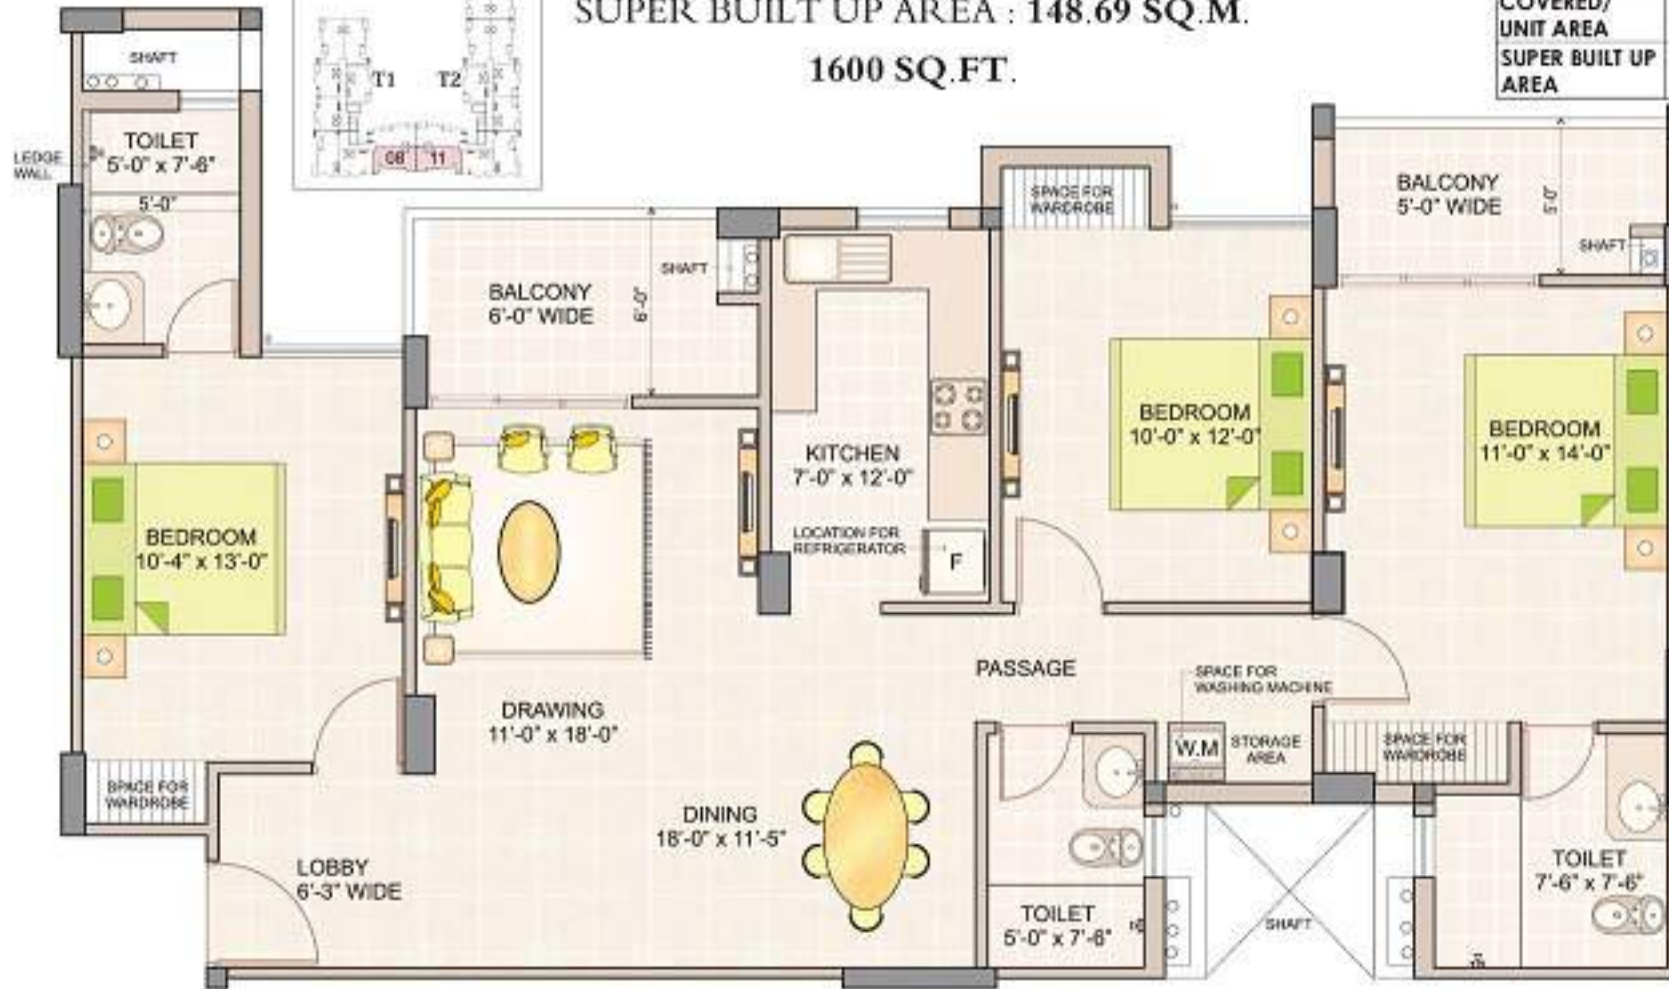 SUPER BUILT UP AREA : 148.69 SQ.M.
1600 SQ.FT.
COVERED/
UNIT AREA
SUPER BUILT UP
AREA
T1 T2
08 11
SHAFT
TOILET
5'-0" x 7'-6"
LEDGE
WALL
5'-0"
BALCONY
6'-0" WIDE
6'-0"
SHAFT
SPACE FOR
WARDROBE
BALCONY
5'-0" WIDE
5'-0"
SHAFT
BEDROOM
10'-4" x 13'-0"
KITCHEN
7'-0" x 12'-0"
LOCATION FOR
REFRIGERATOR
F
BEDROOM
10'-0" x 12'-0"
BEDROOM
11'-0" x 14'-0"
DRAWING
11'-0" x 18'-0"
PASSAGE
SPACE FOR
WASHING MACHINE
W.M
STORAGE
AREA
SPACE FOR
WARDROBE
SPACE FOR
WARDROBE
DINING
18'-0" x 11'-5"
LOBBY
6'-3" WIDE
TOILET
5'-0" x 7'-6"
SHAFT
TOILET
7'-6" x 7'-6"